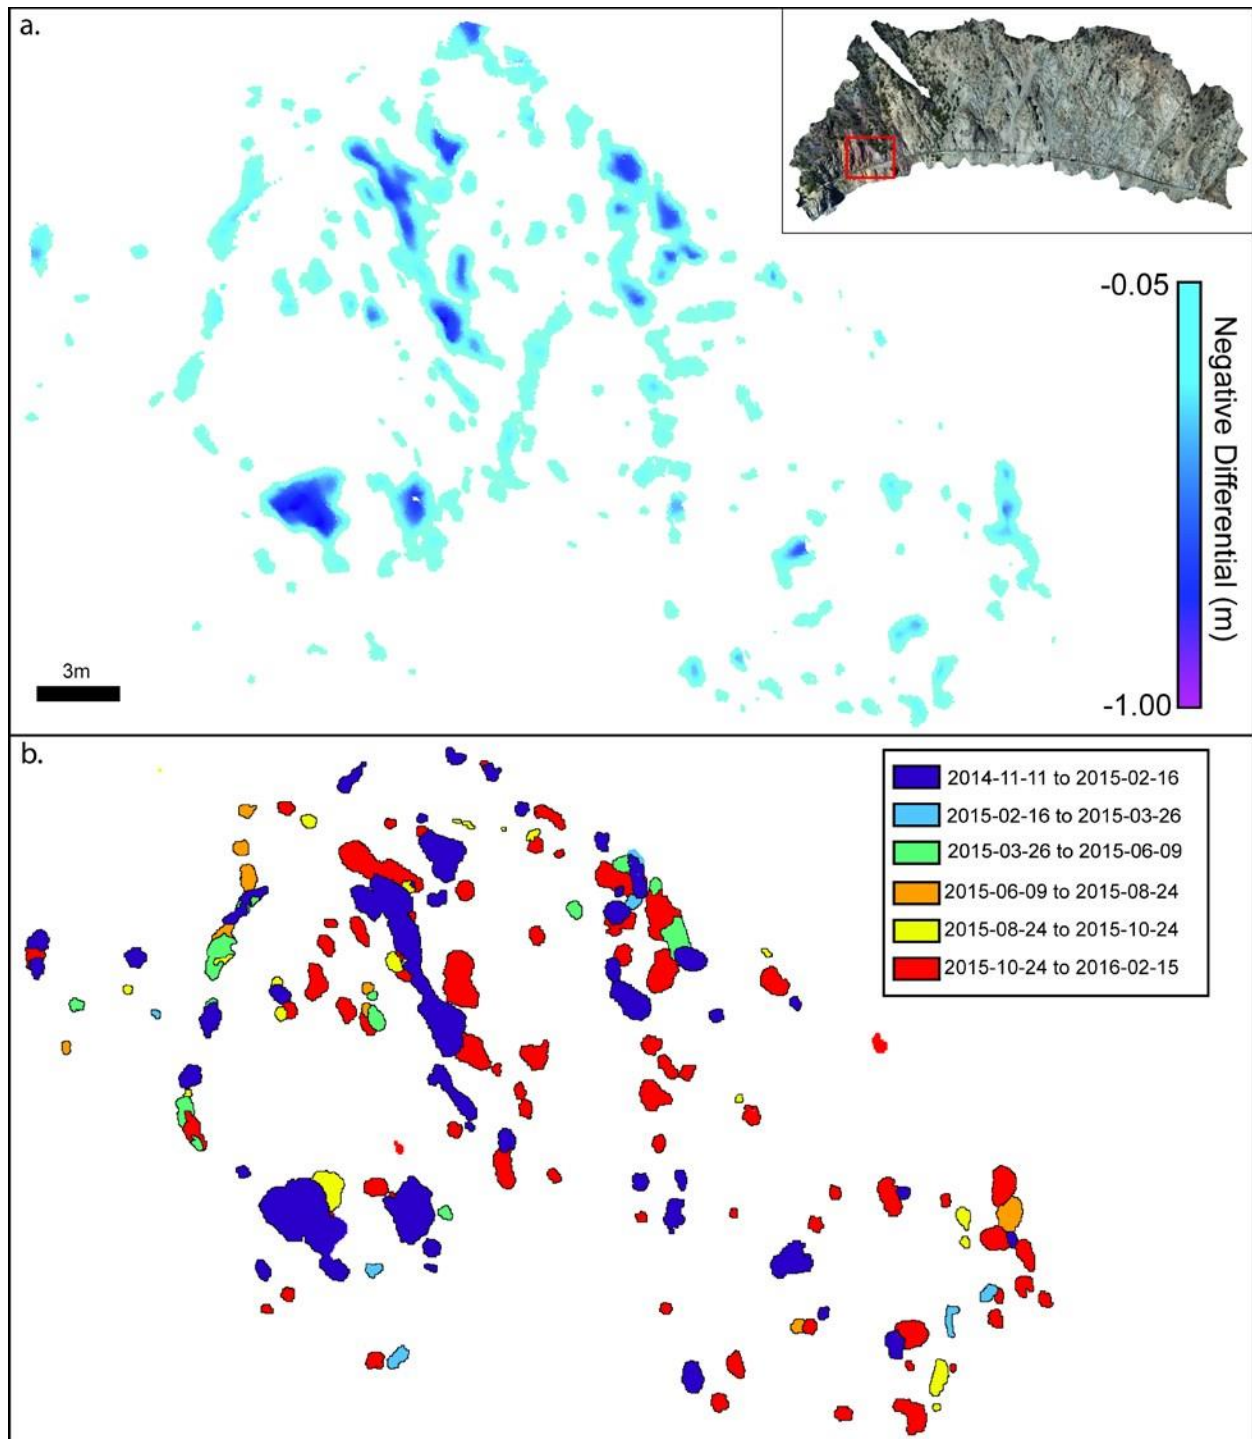 a.
-0.05
Negative Differential (m)
-1.00
3m
b.
2014-11-11 to 2015-02-16
2015-02-16 to 2015-03-26
2015-03-26 to 2015-06-09
2015-06-09 to 2015-08-24
2015-08-24 to 2015-10-24
2015-10-24 to 2016-02-15